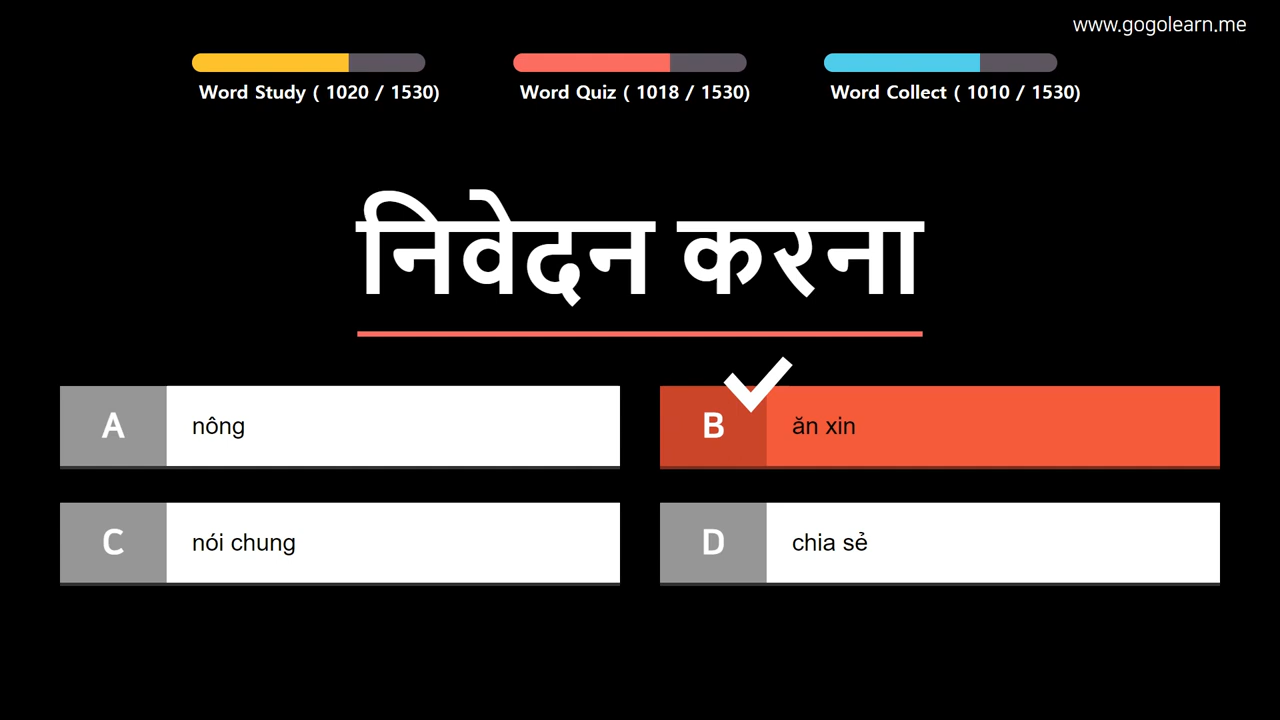 www.gogolearn.me
Word Study ( 1020 / 1530)
Word Quiz ( 1018 / 1530)
Word Collect ( 1010 / 1530)
निवेदन करना
A nông
B ăn xin
C nói chung
D chia sẻ